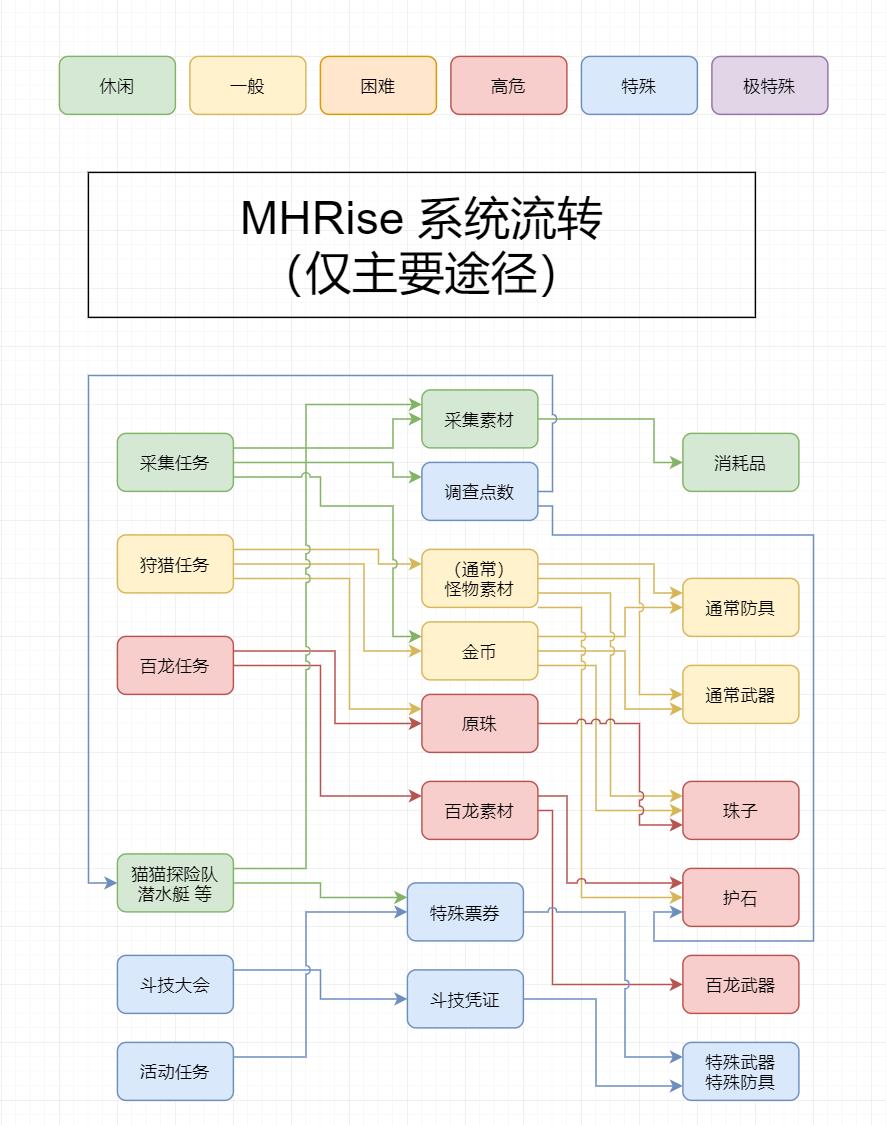 休闲
一般
困难
高危
特殊
极特殊
MHRise 系统流转
（仅主要途径）
采集素材
采集任务
消耗品
调查点数
狩猎任务
（通常）
怪物素材
通常防具
金币
百龙任务
通常武器
原珠
百龙素材
珠子
猫猫探险队
潜水艇 等
护石
特殊票券
斗技大会
百龙武器
斗技凭证
活动任务
特殊武器
特殊防具